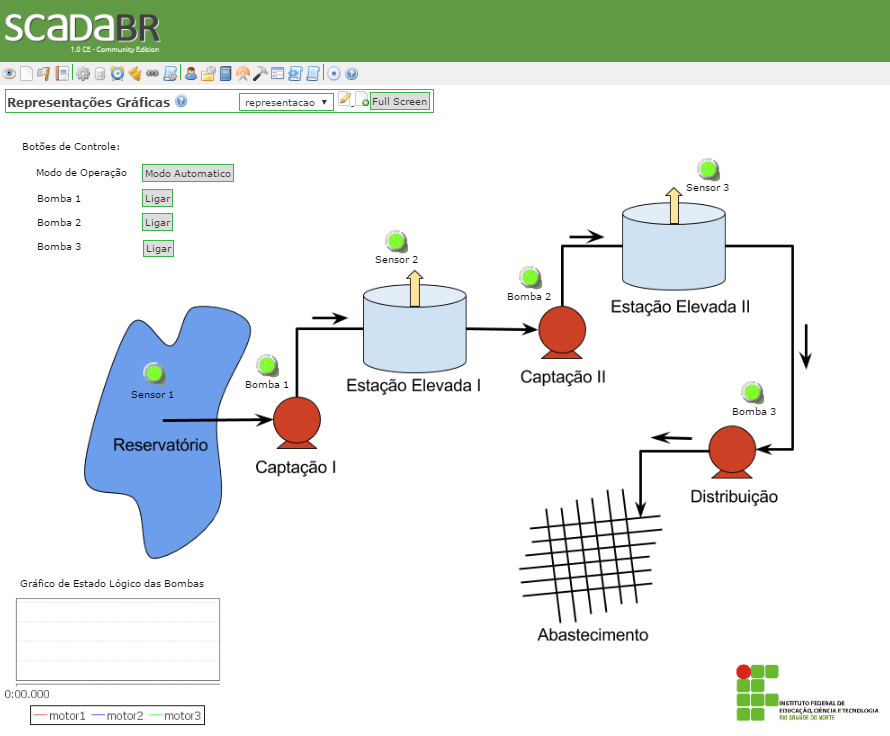 SCADABR
1.0 CE - Community Edition
Representações Gráficas
representacao
Full Screen
Botões de Controle:
Modo de Operação
Modo Automatico
Bomba 1
Ligar
Bomba 2
Ligar
Bomba 3
Ligar
Sensor 3
Sensor 2
Bomba 2
Estação Elevada II
Captação II
Bomba 1
Estação Elevada I
Sensor 1
Bomba 3
Reservatório
Captação I
Distribuição
Abastecimento
Gráfico de Estado Lógico das Bombas
0:00.000
motor1
motor2
motor3
INSTITUTO FEDERAL DE
EDUCAÇÃO, CIÊNCIA E TECNOLOGIA
RIO GRANDE DO NORTE